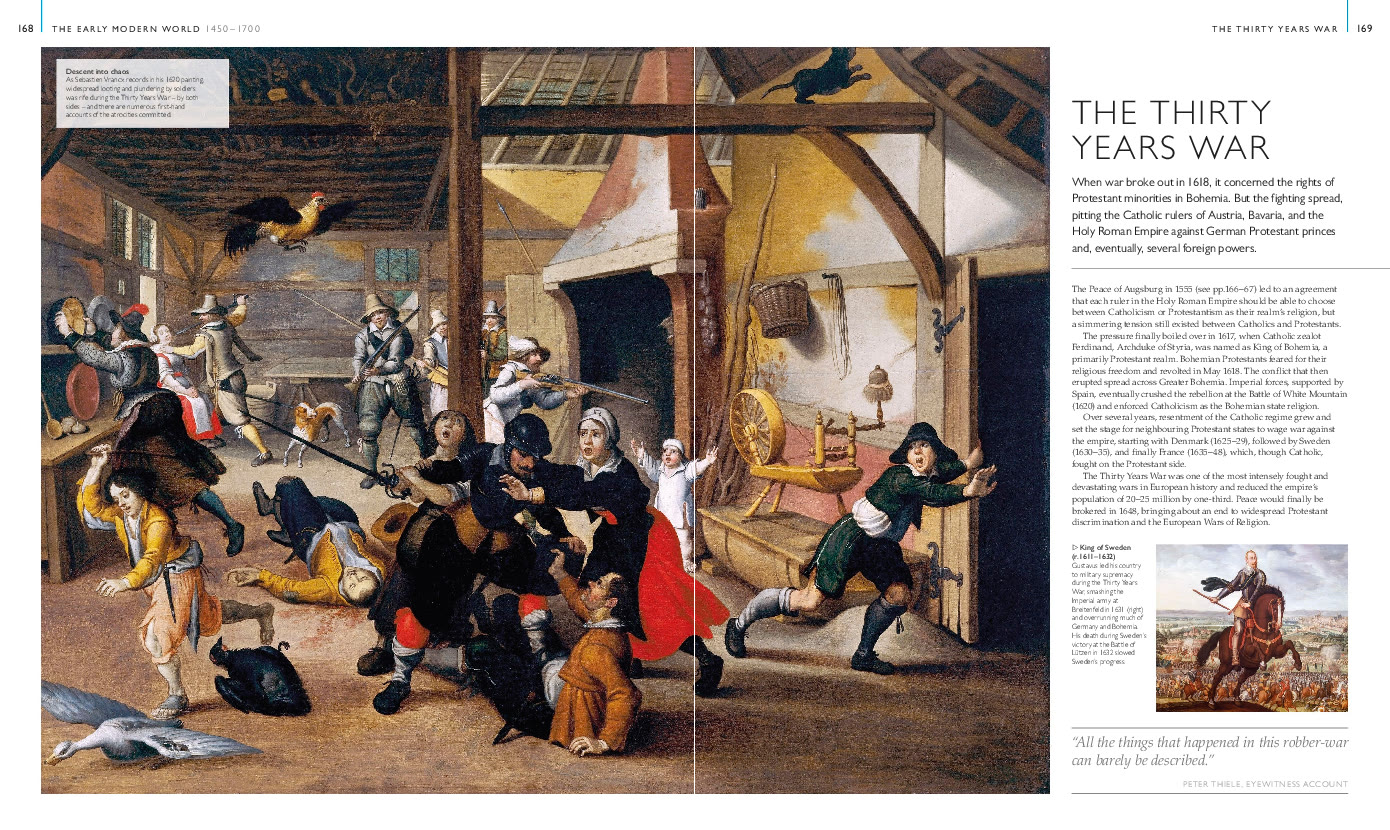 168 THE EARLY MODERN WORLD 1450–1700
THE THIRTY YEARS WAR 169
Descent into chaos
As Sebastien Vrancx records in his 1620 painting,
widespread looting and plundering by soldiers
was rife during the Thirty Years War – by both
sides – and there are numerous first-hand
accounts of the atrocities committed.
THE THIRTY
YEARS WAR
When war broke out in 1618, it concerned the rights of
Protestant minorities in Bohemia. But the fighting spread,
pitting the Catholic rulers of Austria, Bavaria, and the
Holy Roman Empire against German Protestant princes
and, eventually, several foreign powers.
The Peace of Augsburg in 1555 (see pp.166–67) led to an agreement
that each ruler in the Holy Roman Empire should be able to choose
between Catholicism or Protestantism as their realm's religion, but
a simmering tension still existed between Catholics and Protestants.
The pressure finally boiled over in 1617, when Catholic zealot
Ferdinand, Archduke of Styria, was named as King of Bohemia, a
primarily Protestant realm. Bohemian Protestants feared for their
religious freedom and revolted in May 1618. The conflict that then
erupted spread across Greater Bohemia. Imperial forces, supported by
Spain, eventually crushed the rebellion at the Battle of White Mountain
(1620) and enforced Catholicism as the Bohemian state religion.
Over several years, resentment of the Catholic regime grew and
set the stage for neighbouring Protestant states to wage war against
the empire, starting with Denmark (1625–29), followed by Sweden
(1630–35), and finally France (1635–48), which, though Catholic,
fought on the Protestant side.
The Thirty Years War was one of the most intensely fought and
devastating wars in European history and reduced the empire's
population of 20–25 million by one-third. Peace would finally be
brokered in 1648, bringing about an end to widespread Protestant
discrimination and the European Wars of Religion.
▷ King of Sweden
(r.1611–1632)
Gustavus led his country
to military supremacy
during the Thirty Years
War, smashing the
Imperial army at
Breitenfeld in 1631 (right)
and overrunning much of
Germany and Bohemia.
His death during Sweden's
victory at the Battle of
Lützen in 1632 slowed
Sweden's progress.
“All the things that happened in this robber-war
can barely be described.”
PETER THIELE, EYEWITNESS ACCOUNT